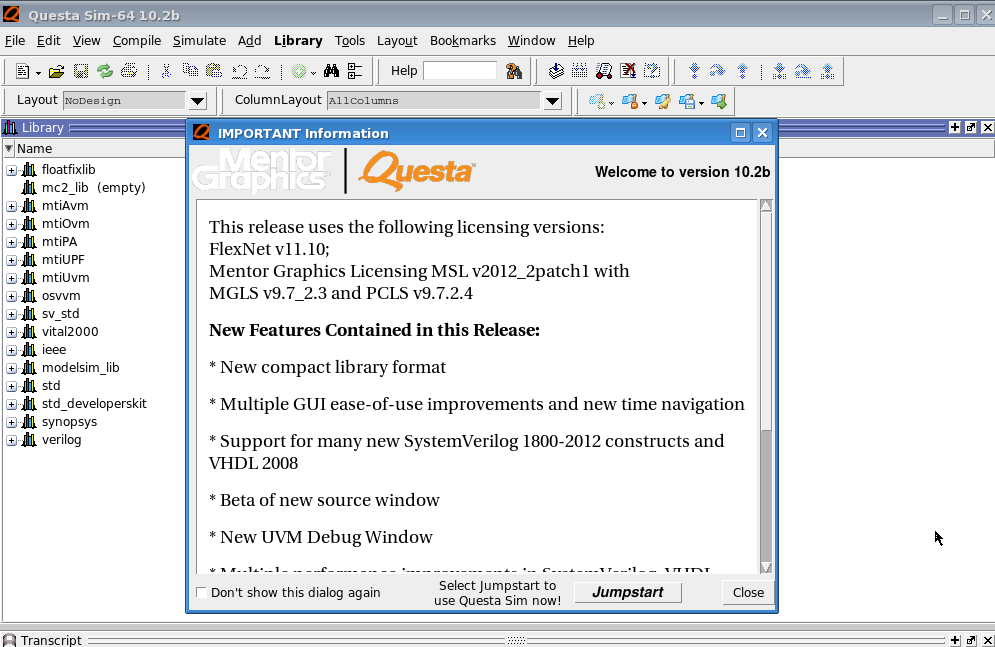 Questa Sim-64 10.2b
File Edit View Compile Simulate Add Library Tools Layout Bookmarks Window Help
Help
Layout NoDesign ColumnLayout AllColumns
Library
Name
floatfixlib
mc2_lib (empty)
mtiAvm
mtiOvm
mtiPA
mtiUPF
mtiUvm
osvvm
sv_std
vital2000
ieee
modelsim_lib
std
std_developerskit
synopsys
verilog
IMPORTANT Information
Mentor
Graphics
Questa
Welcome to version 10.2b
This release uses the following licensing versions:
FlexNet v11.10;
Mentor Graphics Licensing MSL v2012_2patch1 with
MGLS v9.7_2.3 and PCLS v9.7.2.4
New Features Contained in this Release:
* New compact library format
* Multiple GUI ease-of-use improvements and new time navigation
* Support for many new SystemVerilog 1800-2012 constructs and
VHDL 2008
* Beta of new source window
* New UVM Debug Window
* Multiple performance improvements in SystemVerilog, VHDL
Don't show this dialog again
Select Jumpstart to
use Questa Sim now!
Jumpstart
Close
Transcript